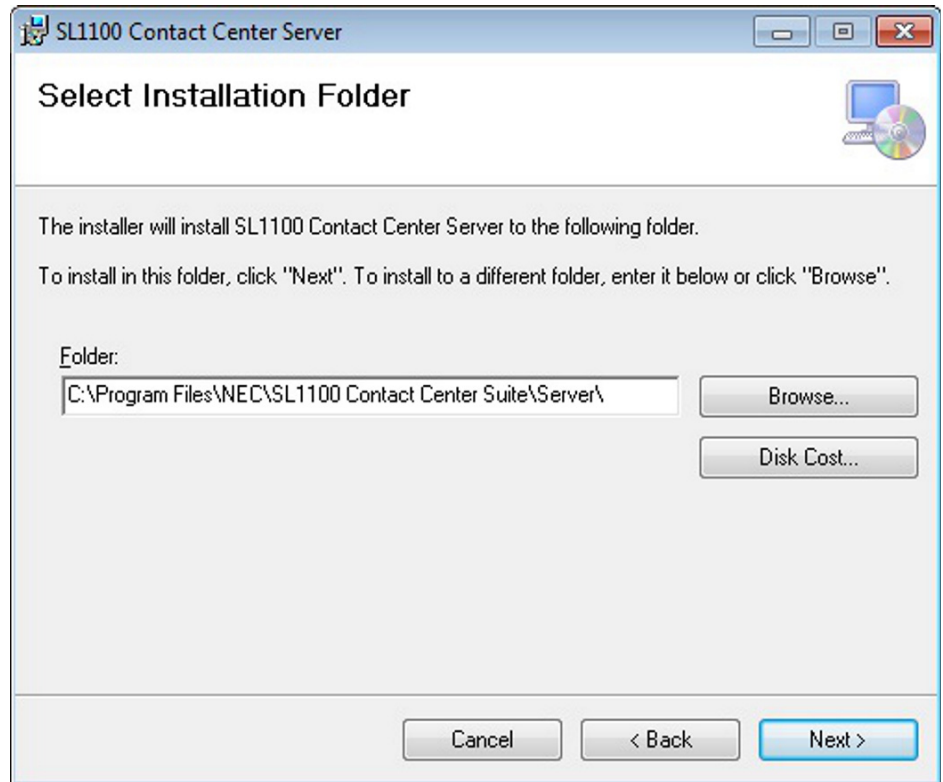 SL1100 Contact Center Server
Select Installation Folder
The installer will install SL1100 Contact Center Server to the following folder.
To install in this folder, click "Next". To install to a different folder, enter it below or click "Browse".
Folder:
C:\Program Files\NEC\SL1100 Contact Center Suite\Server\
Browse...
Disk Cost...
Cancel
< Back
Next >